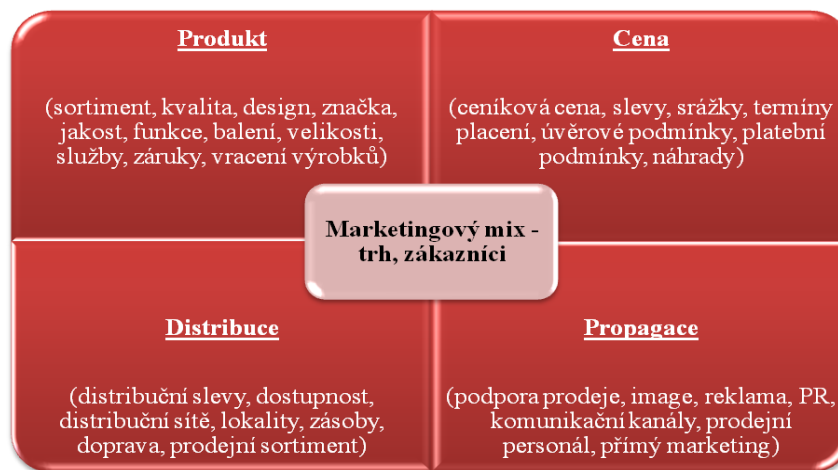 Produkt
(sortiment, kvalita, design, značka,
jakost, funkce, balení, velikosti,
služby, záruky, vracení výrobků)
Cena
(ceníková cena, slevy, srážky, termíny
placení, úvěrové podmínky, platební
podmínky, náhrady)
Marketingový mix -
trh, zákazníci
Distribuce
(distribuční slevy, dostupnost,
distribuční sítě, lokality, zásoby,
doprava, prodejní sortiment)
Propagace
(podpora prodeje, image, reklama, PR,
komunikační kanály, prodejní
personál, přímý marketing)